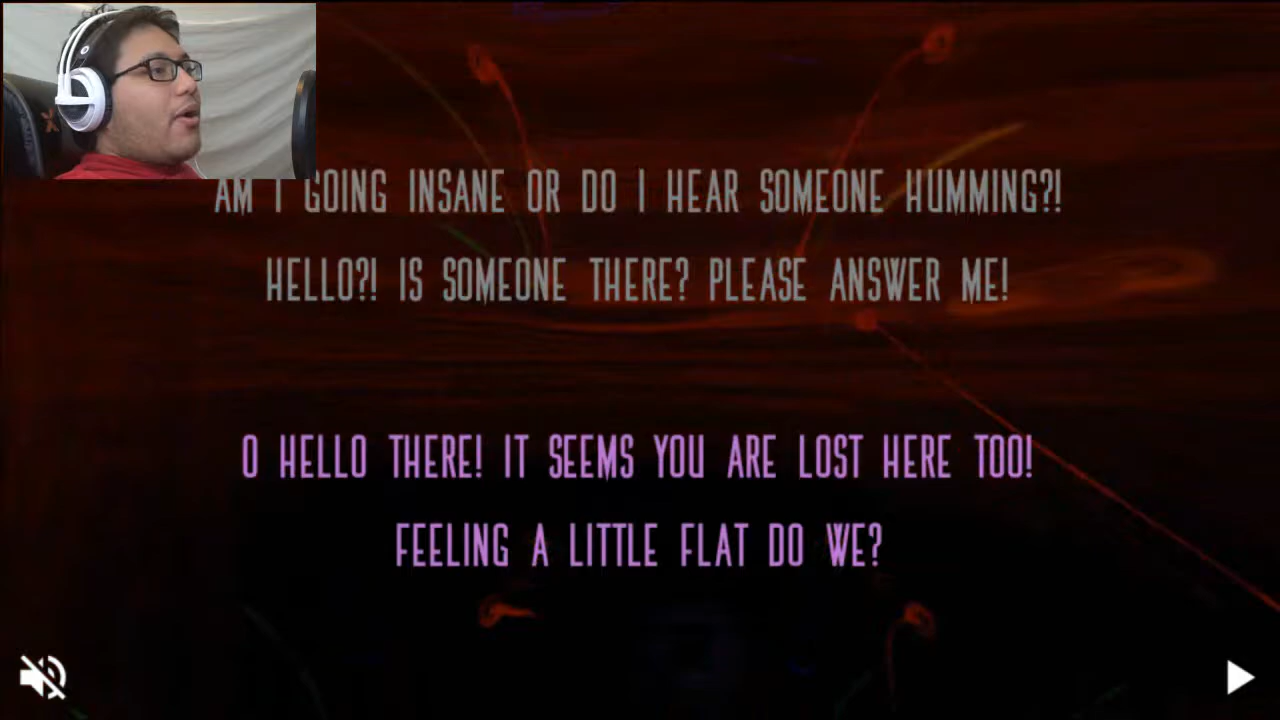 AM I GOING INSANE OR DO I HEAR SOMEONE HUMMING?!
HELLO?! IS SOMEONE THERE? PLEASE ANSWER ME!
O HELLO THERE! IT SEEMS YOU ARE LOST HERE TOO!
FEELING A LITTLE FLAT DO WE?